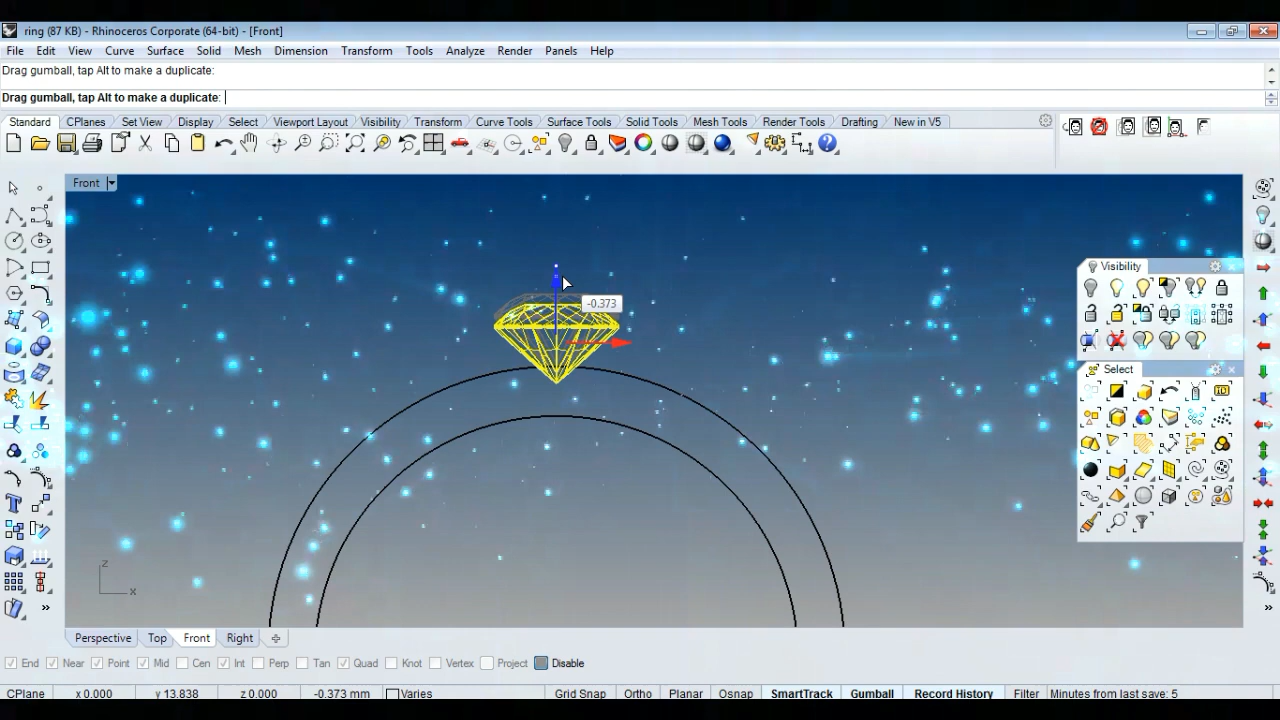 ring (87 KB) - Rhinoceros Corporate (64-bit) - [Front]
File Edit View Curve Surface Solid Mesh Dimension Transform Tools Analyze Render Panels Help
Drag gumball, tap Alt to make a duplicate:
Drag gumball, tap Alt to make a duplicate:
Standard CPlanes Set View Display Select Viewport Layout Visibility Transform Curve Tools Surface Tools Solid Tools Mesh Tools Render Tools Drafting New in V5
Front
Visibility
-0.373
Select
z
x
Perspective Top Front Right
End Near Point Mid Cen Int Perp Tan Quad Knot Vertex Project Disable
CPlane x 0.000 y 13.838 z 0.000 -0.373 mm Varies Grid Snap Ortho Planar Osnap SmartTrack Gumball Record History Filter Minutes from last save: 5